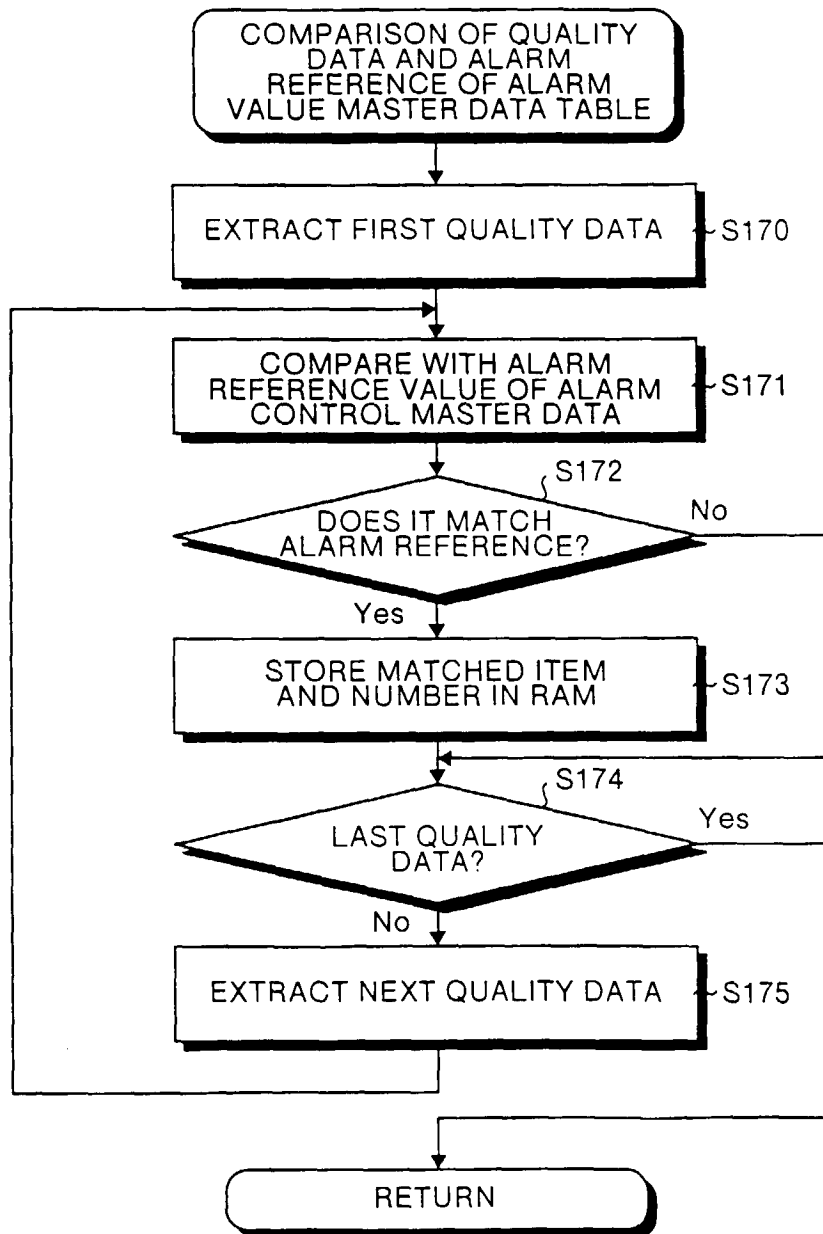 COMPARISON OF QUALITY
DATA AND ALARM
REFERENCE OF ALARM
VALUE MASTER DATA TABLE
EXTRACT FIRST QUALITY DATA
S170
COMPARE WITH ALARM
REFERENCE VALUE OF ALARM
CONTROL MASTER DATA
S171
S172
DOES IT MATCH
ALARM REFERENCE?
No
Yes
STORE MATCHED ITEM
AND NUMBER IN RAM
S173
S174
LAST QUALITY
DATA?
Yes
No
EXTRACT NEXT QUALITY DATA
S175
RETURN